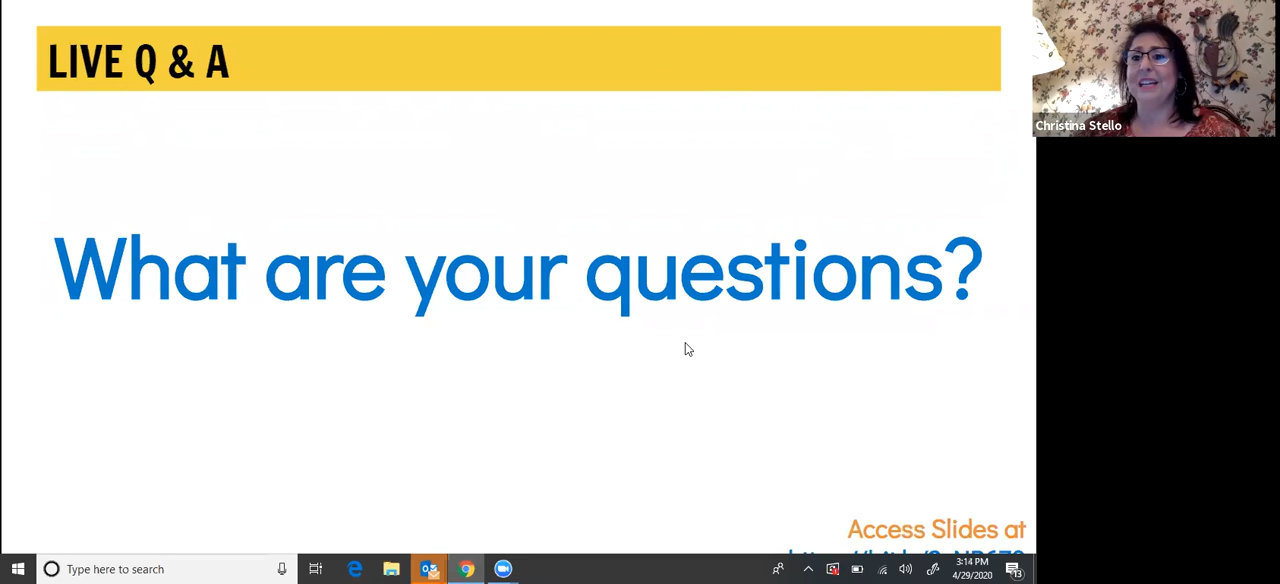 LIVE Q & A
Christina Stello
What are your questions?
Access Slides at
Type here to search
3:14 PM
4/29/2020
13